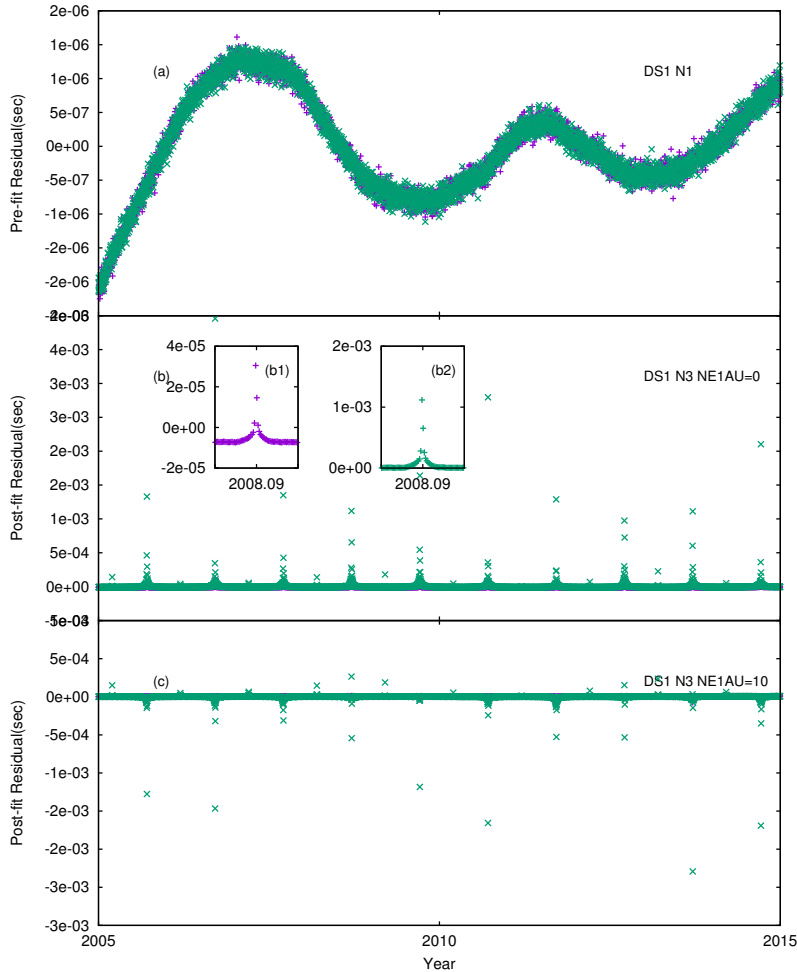 2e-06
1e-06
(a)
DS1 N1
1e-06
5e-07
0e+00
Pre-fit Residual(sec)
-5e-07
-1e-06
-2e-06
-2e-06
4e-03
4e-05
2e-03
(b)
(b1)
(b2)
DS1 N3 NE1AU=0
3e-03
2e-05
1e-03
0e+00
3e-03
-2e-05
0e+00
2008.09
2008.09
2e-03
2e-03
Post-fit Residual(sec)
1e-03
5e-04
0e+00
5e-04
(c)
DS1 N3 NE1AU=10
0e+00
-5e-04
Post-fit Residual(sec)
-1e-03
-2e-03
-2e-03
-3e-03
-3e-03
2005
2010
2015
Year